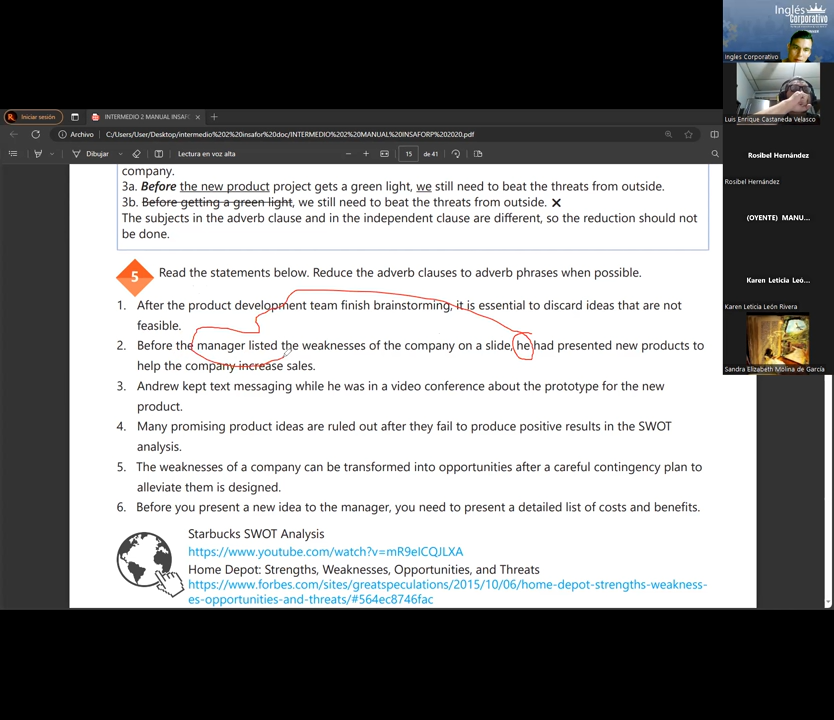 Inglés
Corporativo
Ingles Corporativo
Luis Enrique Castaneda Velasco
Rosibel Hernández
Rosibel Hernández
(OYENTE) MANU...
Karen Leticia Leó...
Karen Leticia León Rivera
Sandra Elizabeth Molina de García
Iniciar sesión
INTERMEDIO 2 MANUAL INSAFOR
Archivo
C:/Users/User/Desktop/intermedio%202%20insafor%20doc/INTERMEDIO%202%20MANUAL%20INSAFORP%202020.pdf
Dibujar
Lectura en voz alta
15
de 41
company.
3a. Before the new product project gets a green light, we still need to beat the threats from outside.
3b. Before getting a green light, we still need to beat the threats from outside. ✕
The subjects in the adverb clause and in the independent clause are different, so the reduction should not
be done.
5
Read the statements below. Reduce the adverb clauses to adverb phrases when possible.
1. After the product development team finish brainstorming, it is essential to discard ideas that are not
feasible.
2. Before the manager listed the weaknesses of the company on a slide, he had presented new products to
help the company increase sales.
3. Andrew kept text messaging while he was in a video conference about the prototype for the new
product.
4. Many promising product ideas are ruled out after they fail to produce positive results in the SWOT
analysis.
5. The weaknesses of a company can be transformed into opportunities after a careful contingency plan to
alleviate them is designed.
6. Before you present a new idea to the manager, you need to present a detailed list of costs and benefits.
Starbucks SWOT Analysis
https://www.youtube.com/watch?v=mR9eICQJLXA
Home Depot: Strengths, Weaknesses, Opportunities, and Threats
https://www.forbes.com/sites/greatspeculations/2015/10/06/home-depot-strengths-weakness-
es-opportunities-and-threats/#564ec8746fac